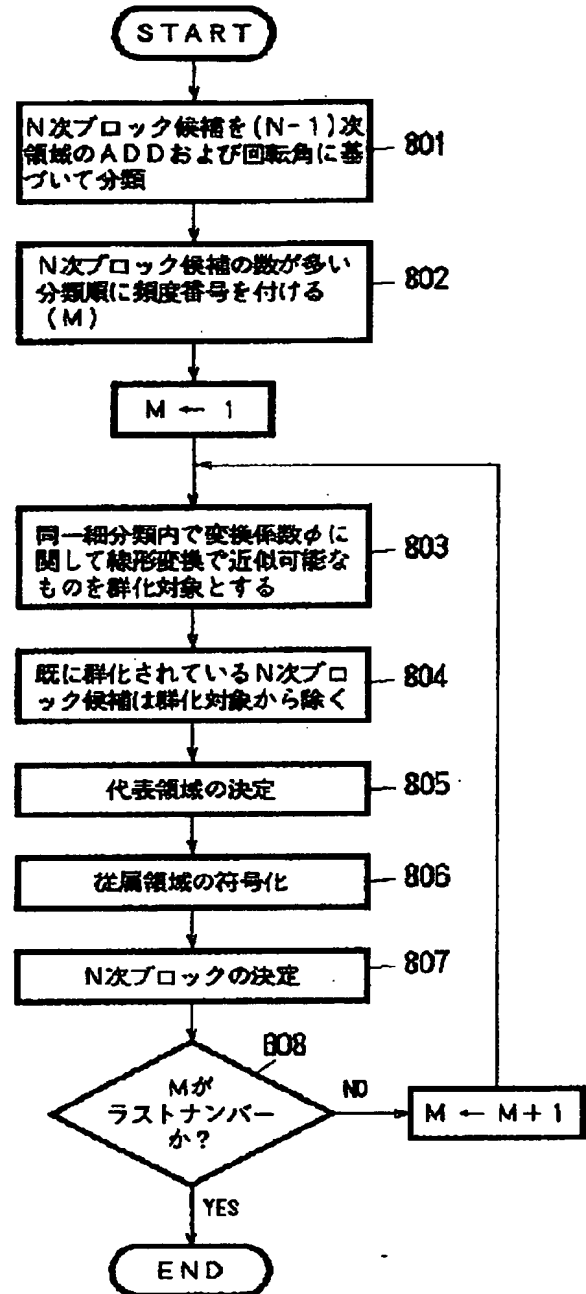 START
N次ブロック候補を(N-1)次
領域のADDおよび回転角に基
づいて分類
801
N次ブロック候補の数が多い
分類順に頻度番号を付ける
(M)
802
M ← 1
同一細分類内で変換係数φに
関して線形変換で近似可能な
ものを群化対象とする
803
既に群化されているN次ブロ
ック候補は群化対象から除く
804
代表領域の決定
805
従属領域の符号化
806
N次ブロックの決定
807
808
Mが
ラストナンバー
か?
NO
M ← M+1
YES
END